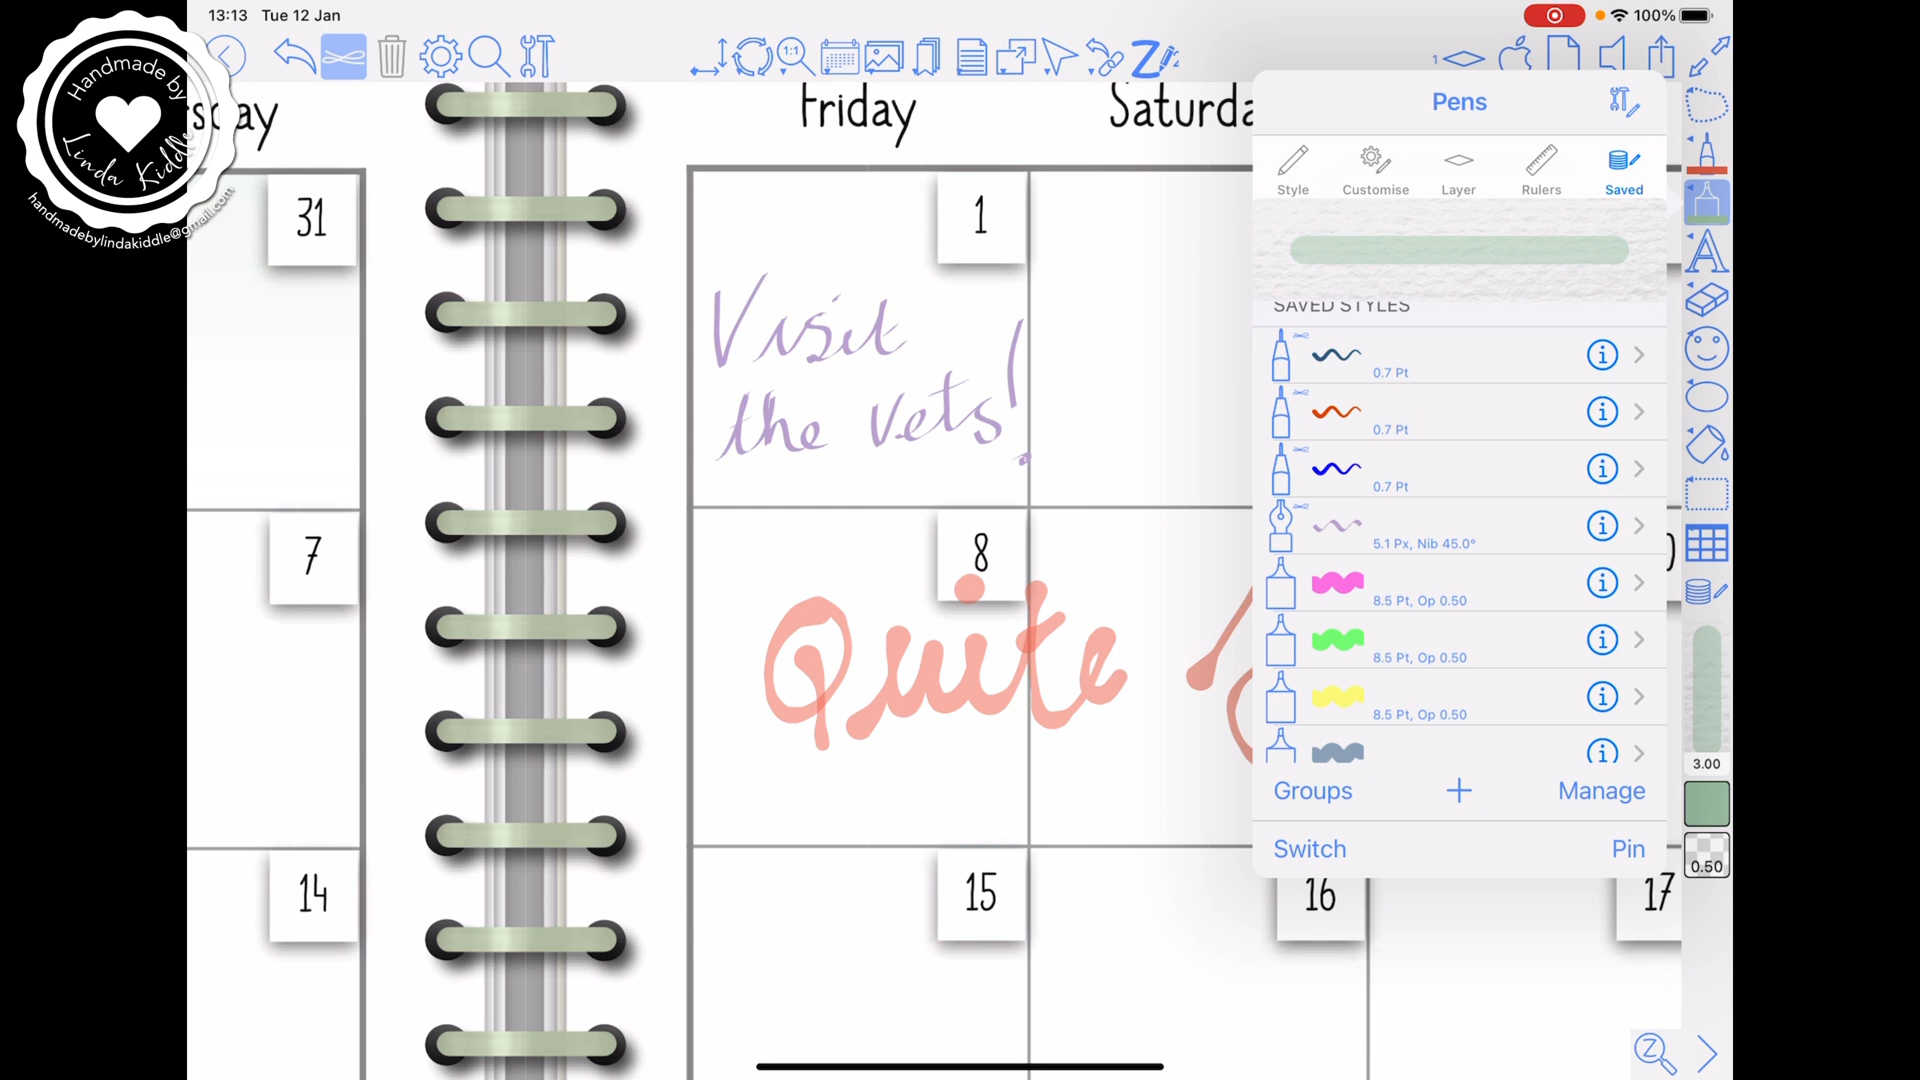 13:13 Tue 12 Jan
100%
Handmade by
Linda Kiddle
handmadebylindakiddle@gmail.com
1:1
1
Friday
31
1
Visit
the vets!
7
8
Quite
14
15
16
17
Pens
Style
Customise
Layer
Rulers
Saved
SAVED STYLES
0.7 Pt
0.7 Pt
0.7 Pt
5.1 Px, Nib 45.0°
8.5 Pt, Op 0.50
8.5 Pt, Op 0.50
8.5 Pt, Op 0.50
Groups
Manage
Switch
Pin
3.00
0.50